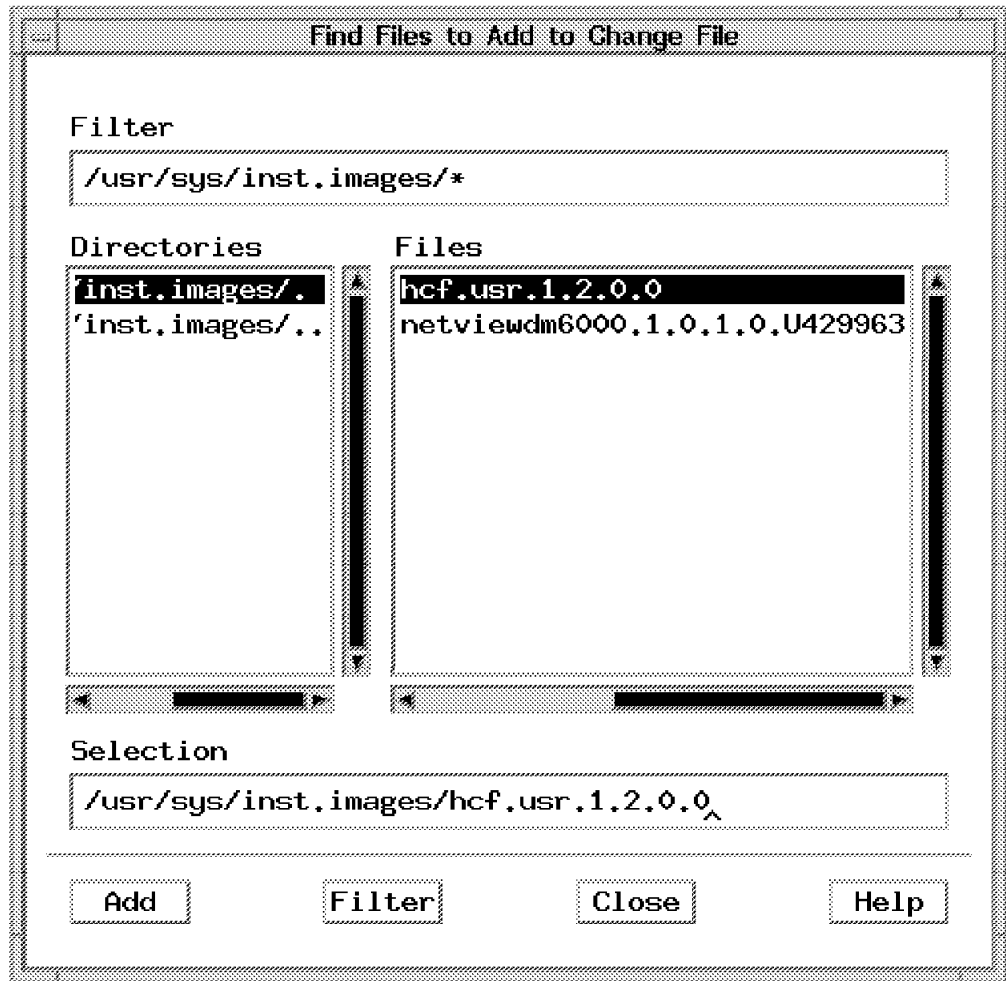 Find Files to Add to Change File
Filter
/usr/sys/inst.images/*
Directories Files
/inst.images/. hcf.usr.1.2.0.0
/inst.images/.. netviewdm6000.1.0.1.0.U429963
Selection
/usr/sys/inst.images/hcf.usr.1.2.0.0
Add Filter Close Help